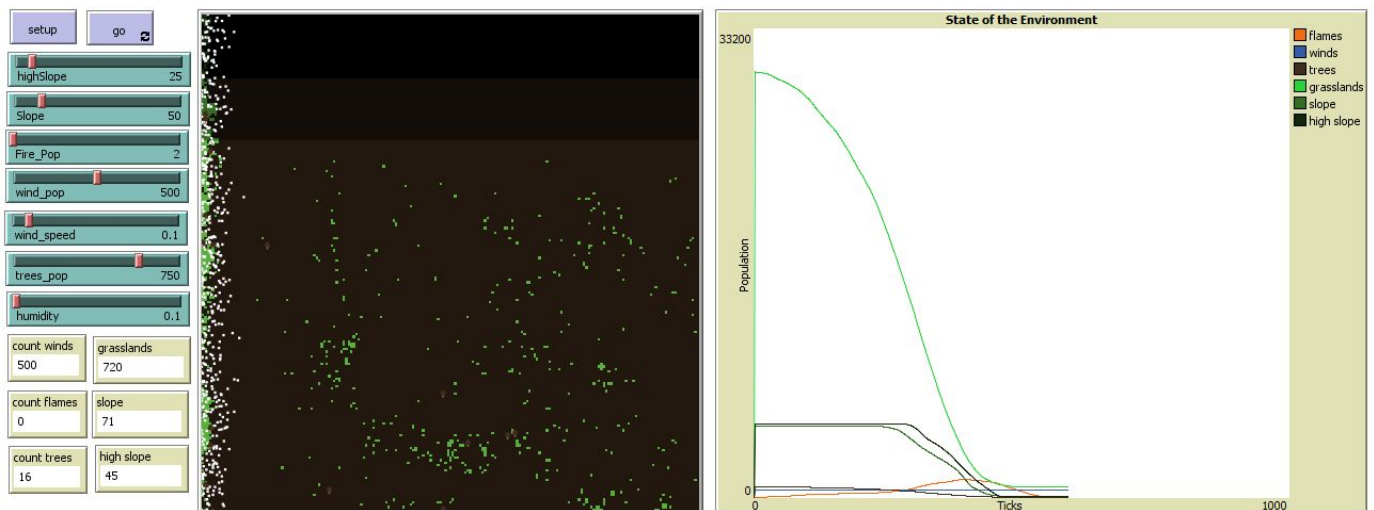 setup
go
highSlope 25
Slope 50
Fire_Pop 2
wind_pop 500
wind_speed 0.1
trees_pop 750
humidity 0.1
count winds
500
grasslands
720
count flames
0
slope
71
count trees
16
high slope
45
State of the Environment
33200
Population
0
0
Ticks
1000
flames
winds
trees
grasslands
slope
high slope